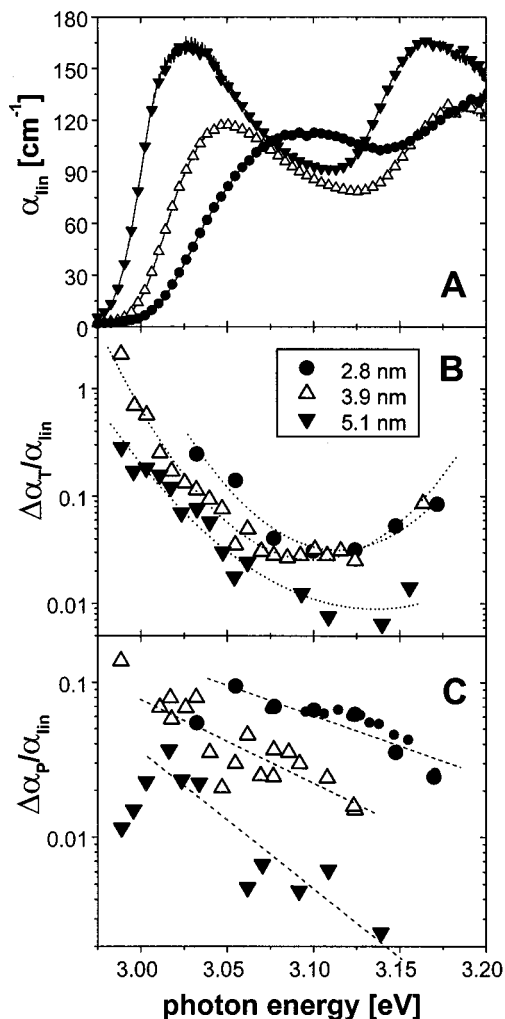 180
150
120
90
60
30
0
α_lin [cm⁻¹]
A
1
0.1
0.01
Δα_T/α_lin
B
2.8 nm
3.9 nm
5.1 nm
0.1
0.01
Δα_P/α_lin
C
3.00 3.05 3.10 3.15 3.20
photon energy [eV]